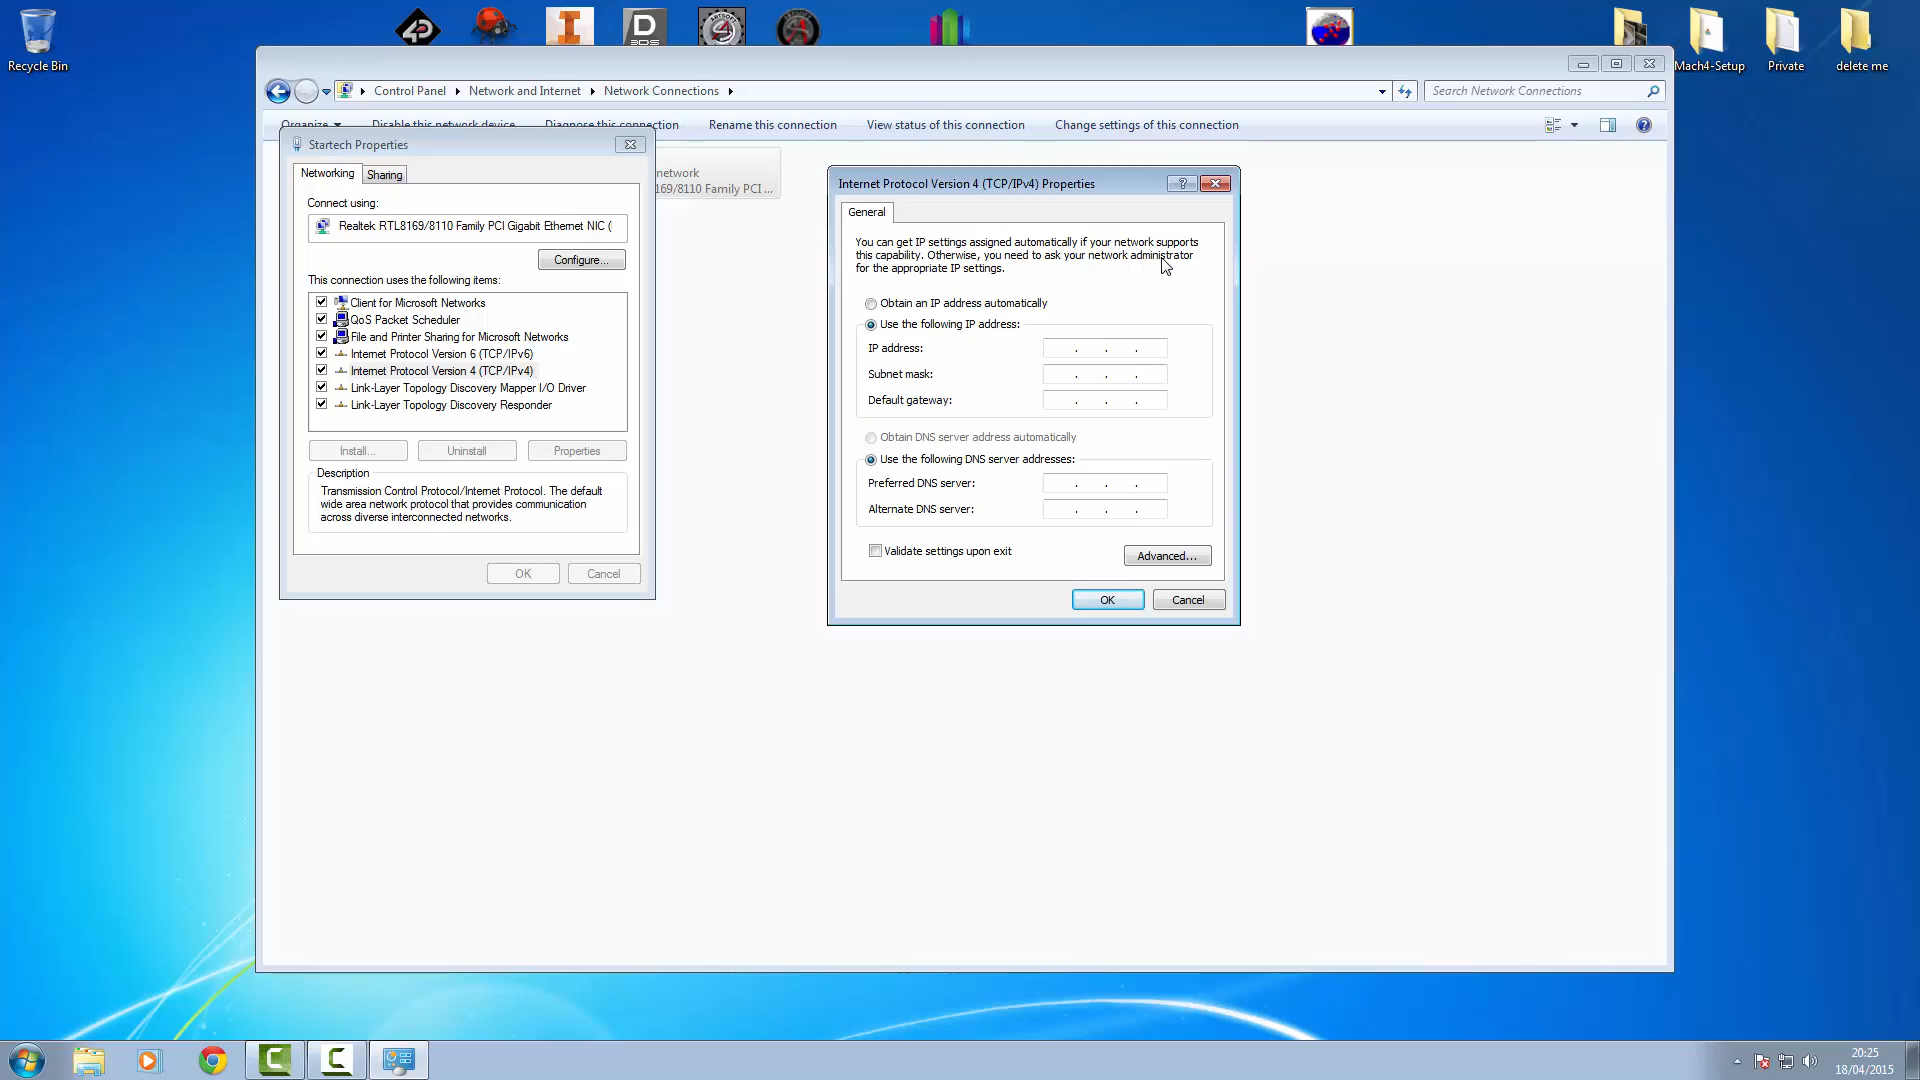 Recycle Bin
D
3DS
Mach4-Setup
Private
delete me
Control Panel
Network and Internet
Network Connections
Search Network Connections
Organize
Disable this network device
Diagnose this connection
Rename this connection
View status of this connection
Change settings of this connection
Startech Properties
Networking
Sharing
Connect using:
Realtek RTL8169/8110 Family PCI Gigabit Ethernet NIC (
Configure...
This connection uses the following items:
Client for Microsoft Networks
QoS Packet Scheduler
File and Printer Sharing for Microsoft Networks
Internet Protocol Version 6 (TCP/IPv6)
Internet Protocol Version 4 (TCP/IPv4)
Link-Layer Topology Discovery Mapper I/O Driver
Link-Layer Topology Discovery Responder
Install...
Uninstall
Properties
Description
Transmission Control Protocol/Internet Protocol. The default
wide area network protocol that provides communication
across diverse interconnected networks.
OK
Cancel
network
169/8110 Family PCI ...
Internet Protocol Version 4 (TCP/IPv4) Properties
General
You can get IP settings assigned automatically if your network supports
this capability. Otherwise, you need to ask your network administrator
for the appropriate IP settings.
Obtain an IP address automatically
Use the following IP address:
IP address:
Subnet mask:
Default gateway:
Obtain DNS server address automatically
Use the following DNS server addresses:
Preferred DNS server:
Alternate DNS server:
Validate settings upon exit
Advanced...
OK
Cancel
20:25
18/04/2015